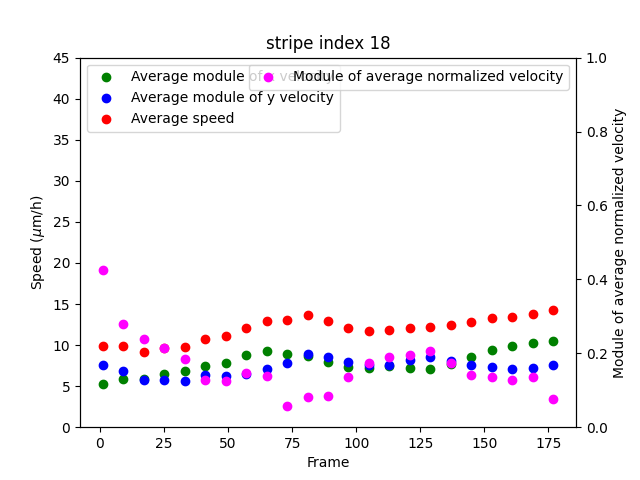 stripe index 18
Average module of x velocity
Average module of y velocity
Average speed
Module of average normalized velocity
Speed (μm/h)
45
40
35
30
25
20
15
10
5
0
1.0
0.8
0.6
0.4
0.2
0.0
Module of average normalized velocity
0 25 50 75 100 125 150 175
Frame